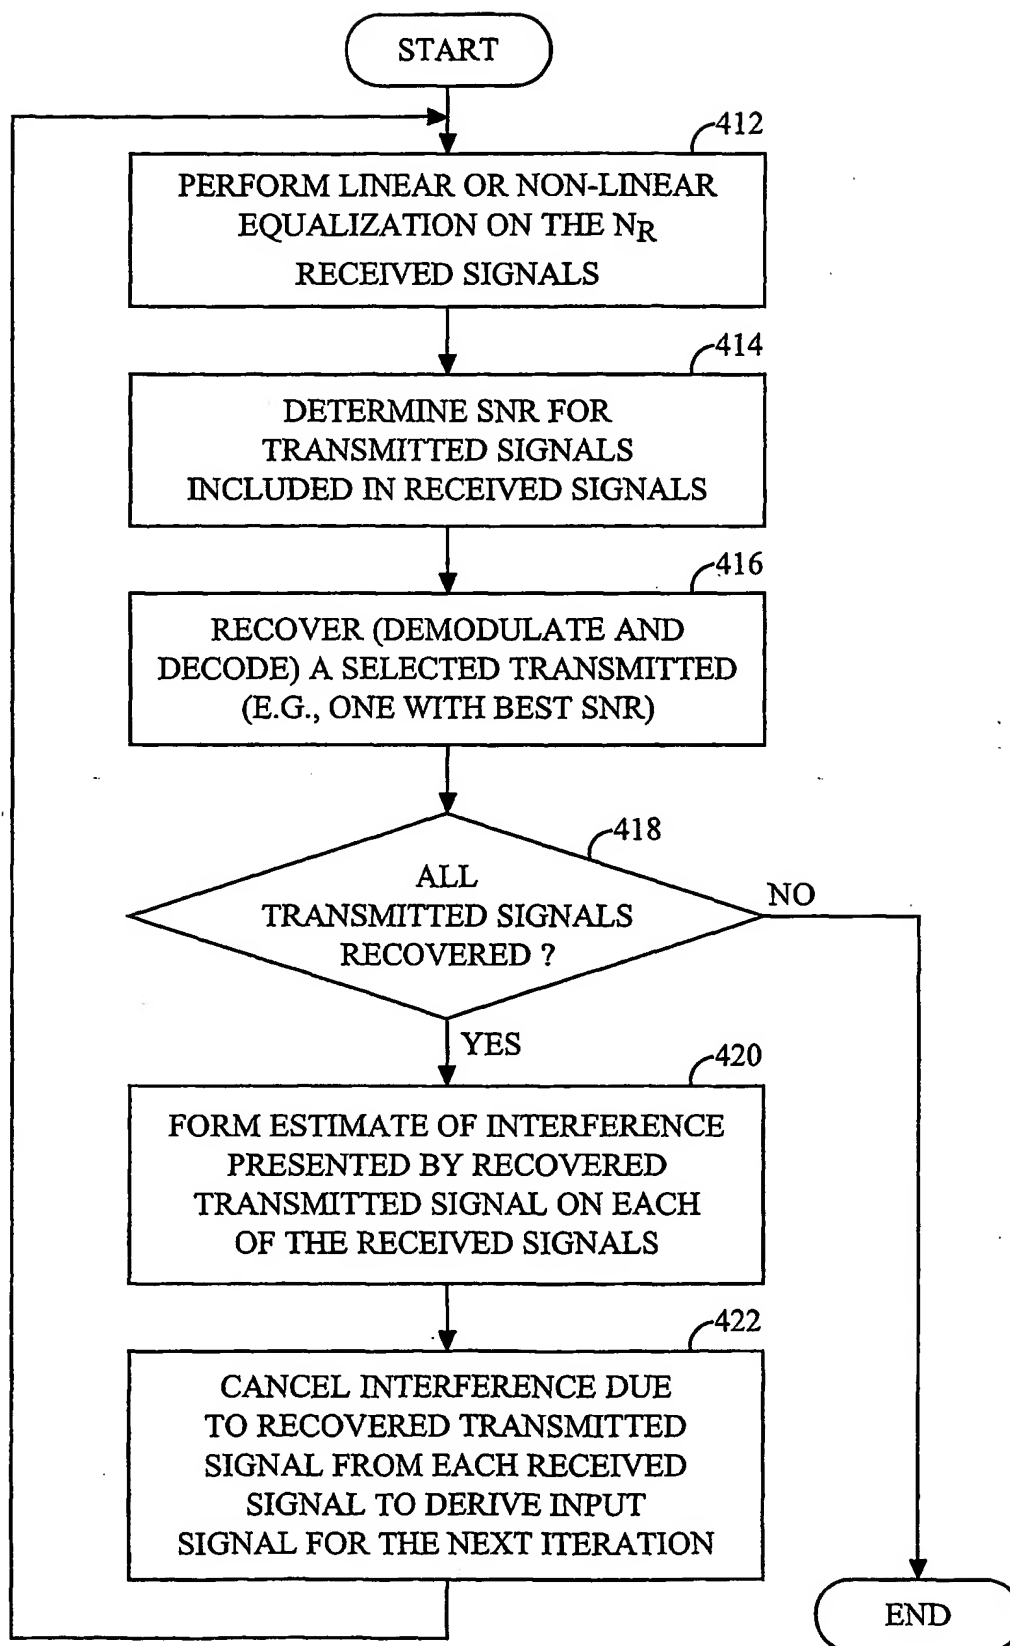 START
412
PERFORM LINEAR OR NON-LINEAR
EQUALIZATION ON THE NR
RECEIVED SIGNALS
414
DETERMINE SNR FOR
TRANSMITTED SIGNALS
INCLUDED IN RECEIVED SIGNALS
416
RECOVER (DEMODULATE AND
DECODE) A SELECTED TRANSMITTED
(E.G., ONE WITH BEST SNR)
418
ALL
TRANSMITTED SIGNALS
RECOVERED ?
NO
YES
420
FORM ESTIMATE OF INTERFERENCE
PRESENTED BY RECOVERED
TRANSMITTED SIGNAL ON EACH
OF THE RECEIVED SIGNALS
422
CANCEL INTERFERENCE DUE
TO RECOVERED TRANSMITTED
SIGNAL FROM EACH RECEIVED
SIGNAL TO DERIVE INPUT
SIGNAL FOR THE NEXT ITERATION
END